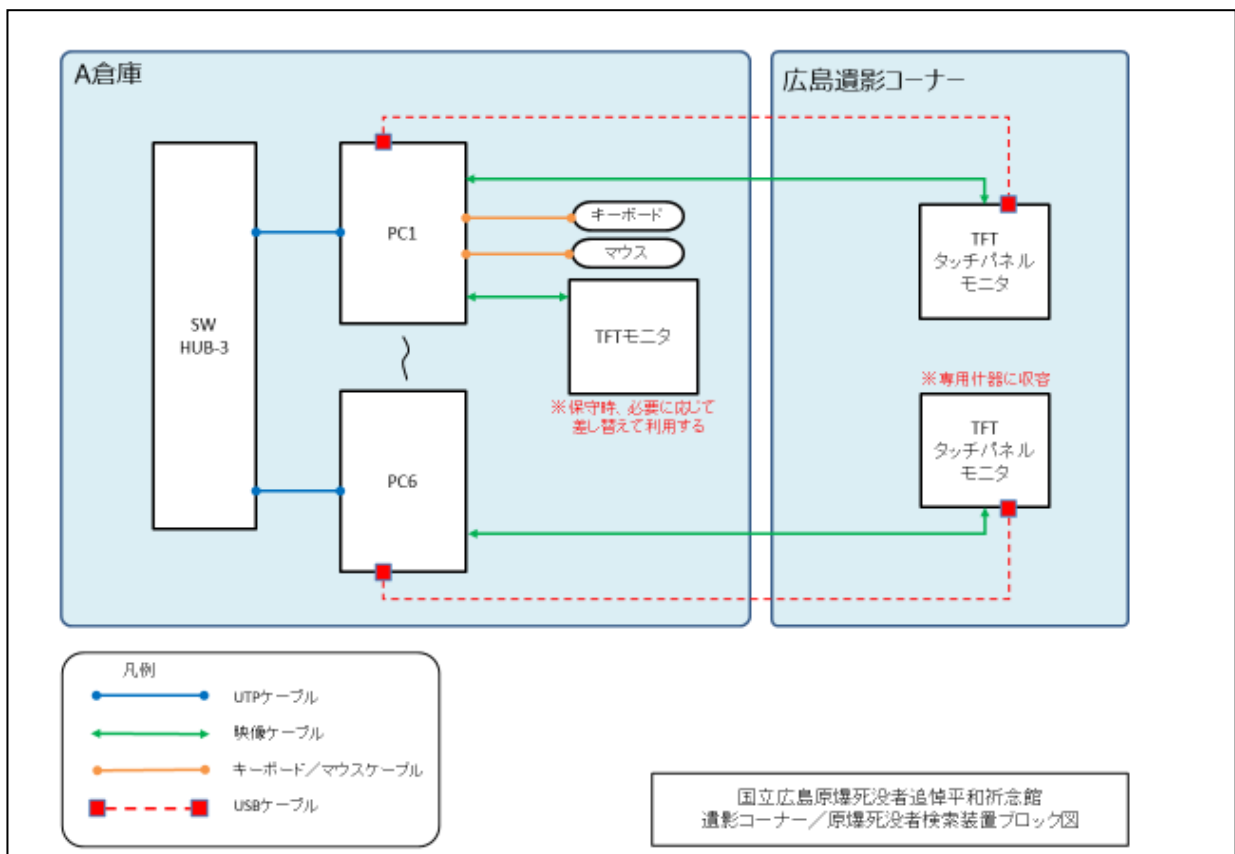 A倉庫
広島遺影コーナー
SW
HUB-3
PC1
キーボード
マウス
TFTモニタ
※保守時、必要に応じて
差し替えて利用する
PC6
TFT
タッチパネル
モニタ
※専用什器に収容
TFT
タッチパネル
モニタ
凡例
UTPケーブル
映像ケーブル
キーボード/マウスケーブル
USBケーブル
国立広島原爆死没者追悼平和祈念館
遺影コーナー/原爆死没者検索装置ブロック図